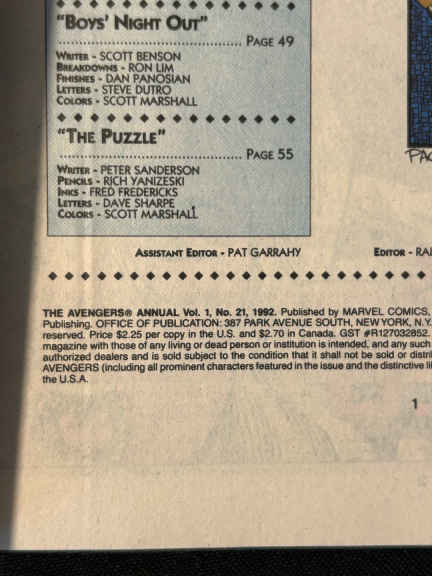 "BOYS' NIGHT OUT"
PAGE 49
WRITER - SCOTT BENSON
BREAKDOWNS - RON LIM
FINISHES - DAN PANOSIAN
LETTERS - STEVE DUTRO
COLORS - SCOTT MARSHALL
"THE PUZZLE"
PAGE 55
WRITER - PETER SANDERSON
PENCILS - RICH YANIZESKI
INKS - FRED FREDERICKS
LETTERS - DAVE SHARPE
COLORS - SCOTT MARSHALL
PAG
ASSISTANT EDITOR - PAT GARRAHY EDITOR - RAL
THE AVENGERS® ANNUAL Vol. 1, No. 21, 1992. Published by MARVEL COMICS,
Publishing. OFFICE OF PUBLICATION: 387 PARK AVENUE SOUTH, NEW YORK, N.Y.
reserved. Price $2.25 per copy in the U.S. and $2.70 in Canada. GST #R127032852.
magazine with those of any living or dead person or institution is intended, and any such
authorized dealers and is sold subject to the condition that it shall not be sold or distri
AVENGERS (including all prominent characters featured in the issue and the distinctive li
the U.S.A.
1